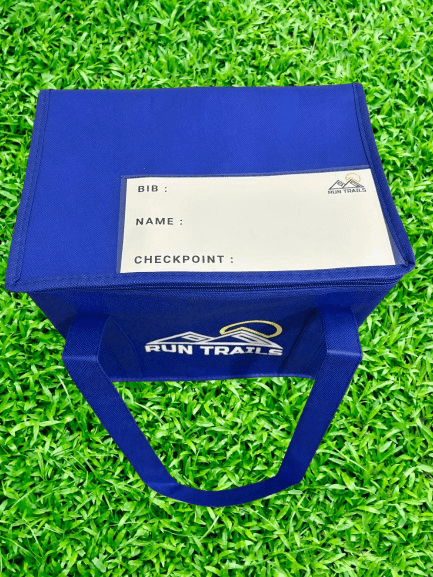 BIB :
RUN TRAILS
NAME :
CHECKPOINT :
RUN TRAILS